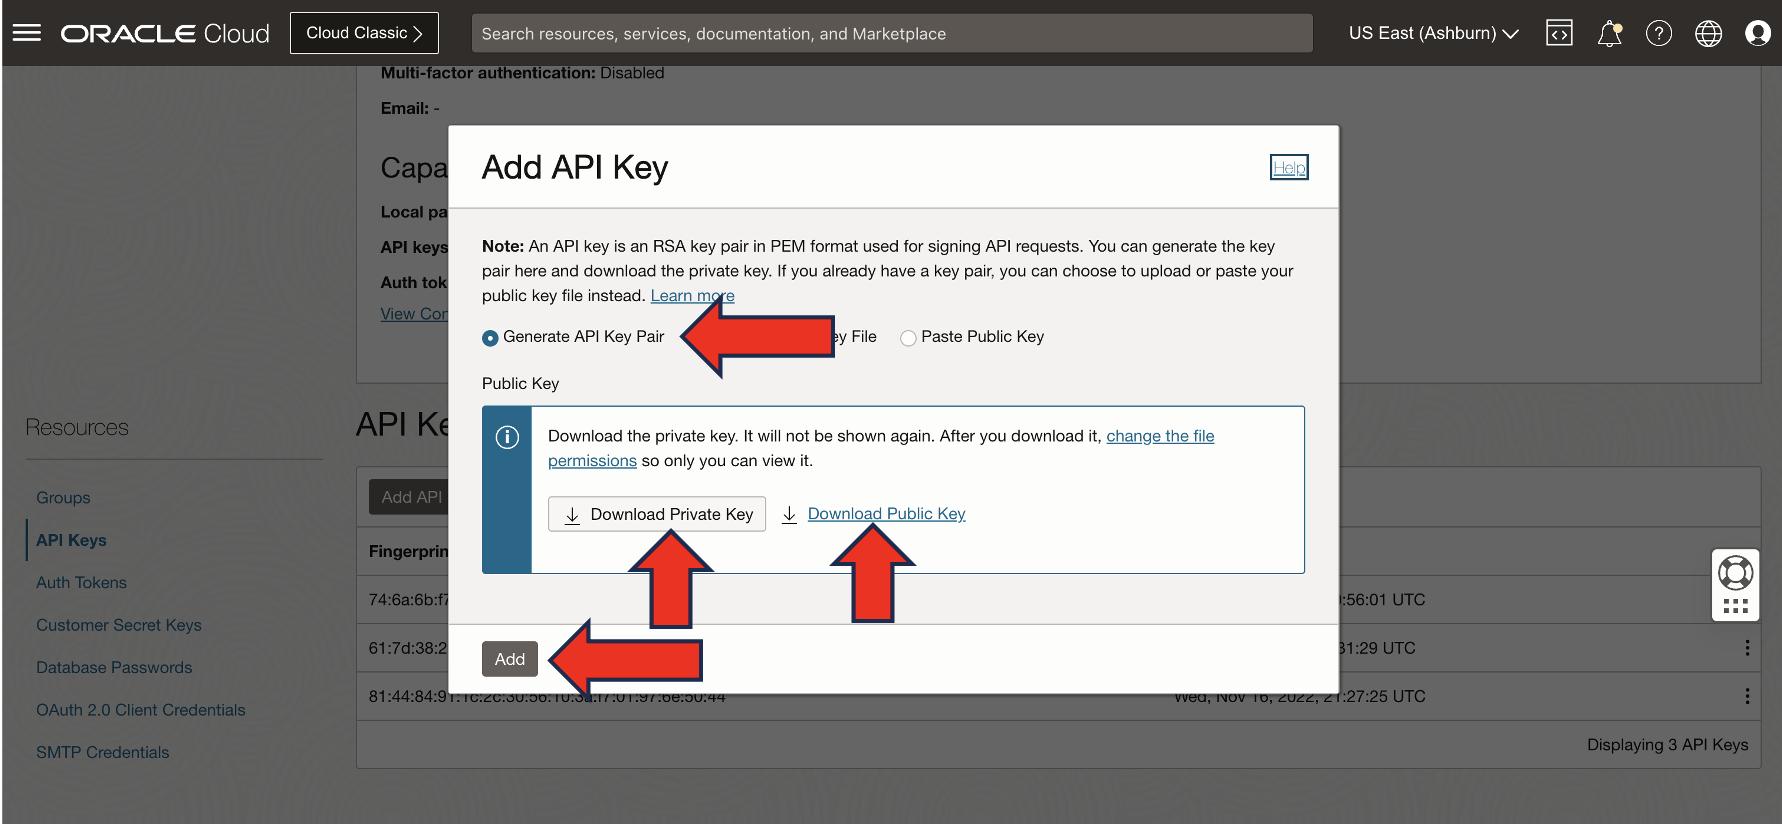 ORACLE Cloud
Cloud Classic
Search resources, services, documentation, and Marketplace
US East (Ashburn)
Multi-factor authentication: Disabled
Email: -
Capa
Local pa
API keys
Auth tok
View Con
Add API Key
Help
Note: An API key is an RSA key pair in PEM format used for signing API requests. You can generate the key
pair here and download the private key. If you already have a key pair, you can choose to upload or paste your
public key file instead. Learn more
Generate API Key Pair
ey File
Paste Public Key
Public Key
Download the private key. It will not be shown again. After you download it, change the file
permissions so only you can view it.
Download Private Key
Download Public Key
Add
Resources
Groups
API Keys
Auth Tokens
Customer Secret Keys
Database Passwords
OAuth 2.0 Client Credentials
SMTP Credentials
API Ke
Add API
Fingerprin
74:6a:6b:f7
:56:01 UTC
61:7d:38:2
31:29 UTC
Wed, Nov 16, 2022, 21:27:25 UTC
Displaying 3 API Keys